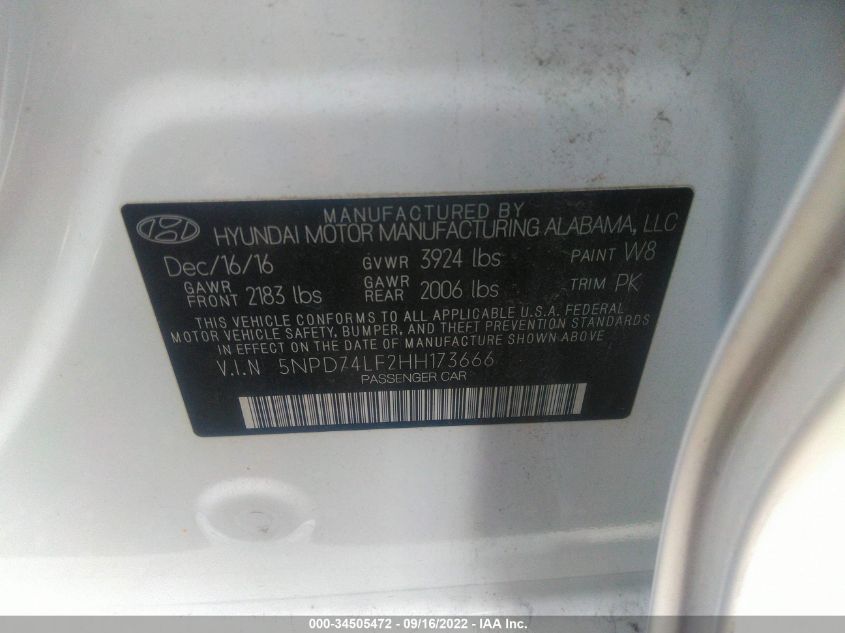 MANUFACTURED BY
HYUNDAI MOTOR MANUFACTURING ALABAMA, LLC
Dec/16/16 GVWR 3924 lbs PAINT W8
GAWR FRONT 2183 lbs GAWR REAR 2006 lbs TRIM PK
THIS VEHICLE CONFORMS TO ALL APPLICABLE U.S.A. FEDERAL
MOTOR VEHICLE SAFETY, BUMPER, AND THEFT PREVENTION STANDARDS
IN EFFECT ON THE DATE OF MANUFACTURE SHOWN ABOVE
V.I.N 5NPD74LF2HH173666
PASSENGER CAR
000-34505472 - 09/16/2022 - IAA Inc.